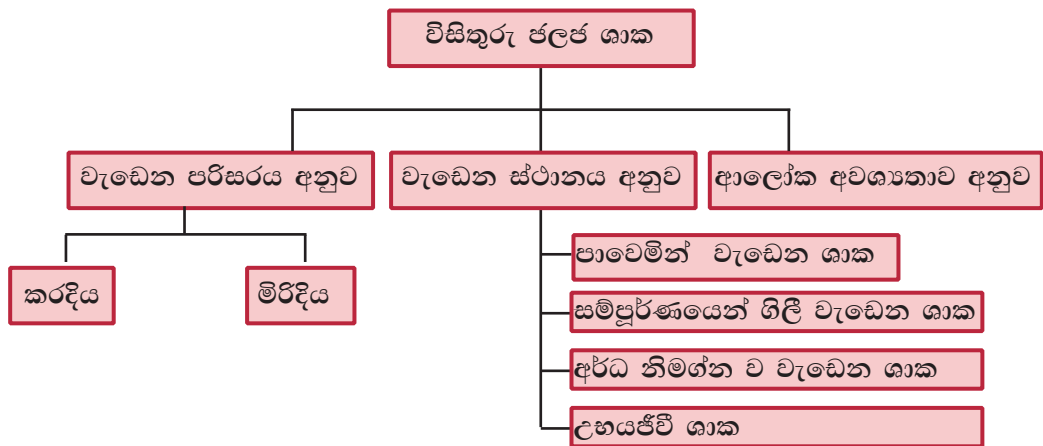 විසිතුරු ජලජ ශාක
වැඩෙන පරිසරය අනුව
වැඩෙන ස්ථානය අනුව
ආලෝක අවශ්‍යතාව අනුව
කරදිය
මිරිදිය
පාවෙමින් වැඩෙන ශාක
සම්පූර්ණයෙන් ගිලී වැඩෙන ශාක
අර්ධ නිමග්න ව වැඩෙන ශාක
උභයජීවී ශාක